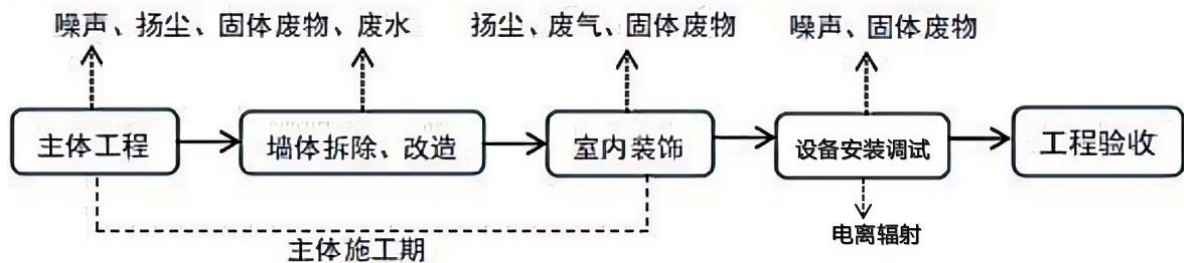 噪声、扬尘、固体废物、废水
扬尘、废气、固体废物
噪声、固体废物
主体工程
墙体拆除、改造
室内装饰
设备安装调试
工程验收
主体施工期
电离辐射